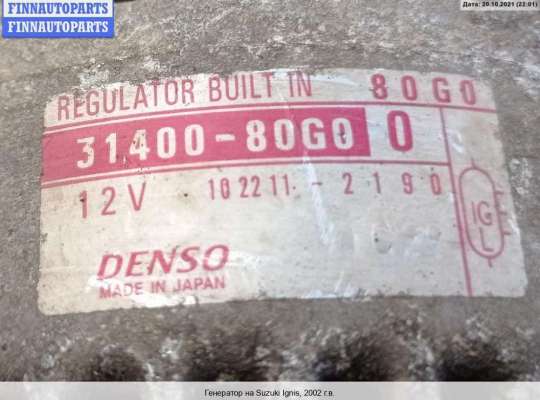 FINNAUTOPARTS
FINNAUTOPARTS
Дата: 20.10.2021 (22:01)
REGULATOR BUILT IN 80G0
31400-80G0 0
12V 102211-2190
IG
L
DENSO
MADE IN JAPAN
Генератор на Suzuki Ignis, 2002 г.в.